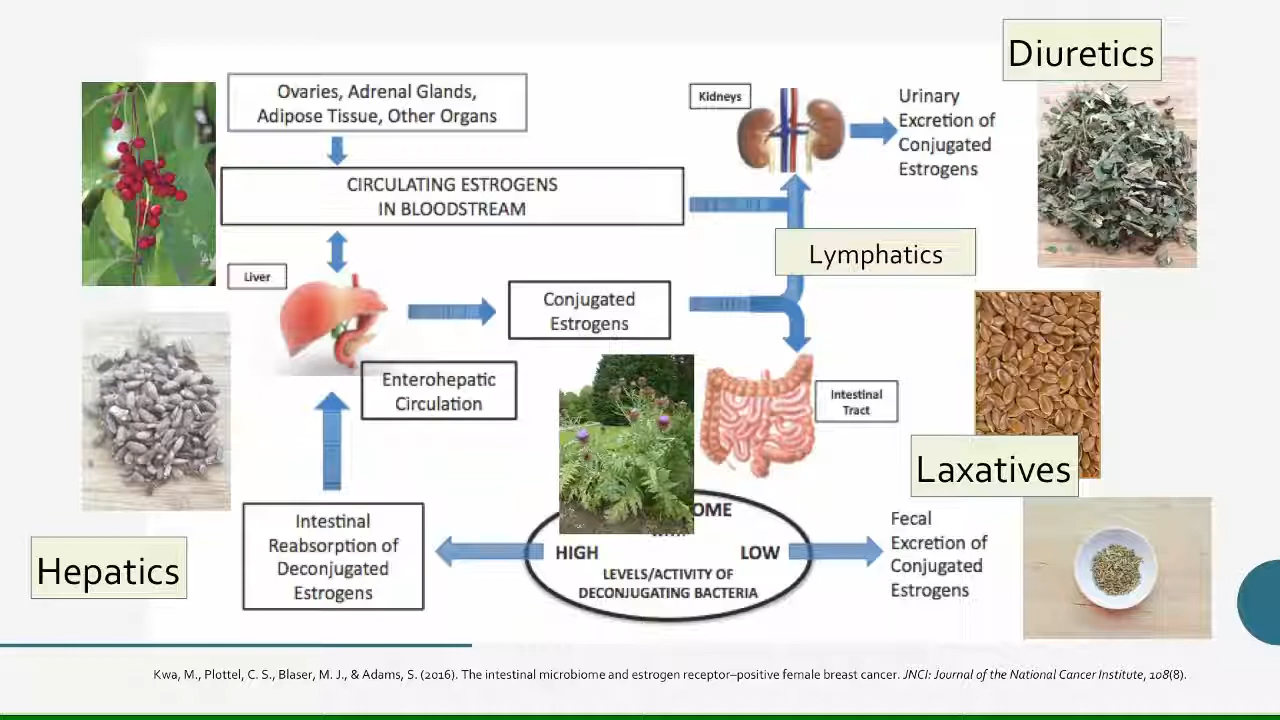 Diuretics
Ovaries, Adrenal Glands,
Adipose Tissue, Other Organs
Kidneys
Urinary
Excretion of
Conjugated
Estrogens
CIRCULATING ESTROGENS
IN BLOODSTREAM
Lymphatics
Liver
Conjugated
Estrogens
Enterohepatic
Circulation
Intestinal
Tract
Laxatives
OME
HIGH
LOW
LEVELS/ACTIVITY OF
DECONJUGATING BACTERIA
Fecal
Excretion of
Conjugated
Estrogens
Intestinal
Reabsorption of
Deconjugated
Estrogens
Hepatics
Kwa, M., Plottel, C. S., Blaser, M. J., & Adams, S. (2016). The intestinal microbiome and estrogen receptor–positive female breast cancer. JNCI: Journal of the National Cancer Institute, 108(8).